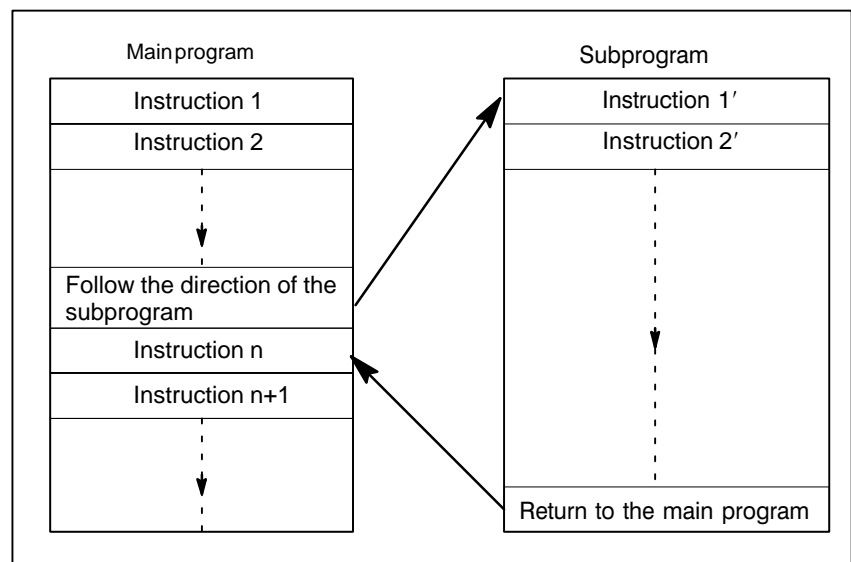 Main program
Instruction 1
Instruction 2
Follow the direction of the
subprogram
Instruction n
Instruction n+1
Subprogram
Instruction 1′
Instruction 2′
Return to the main program